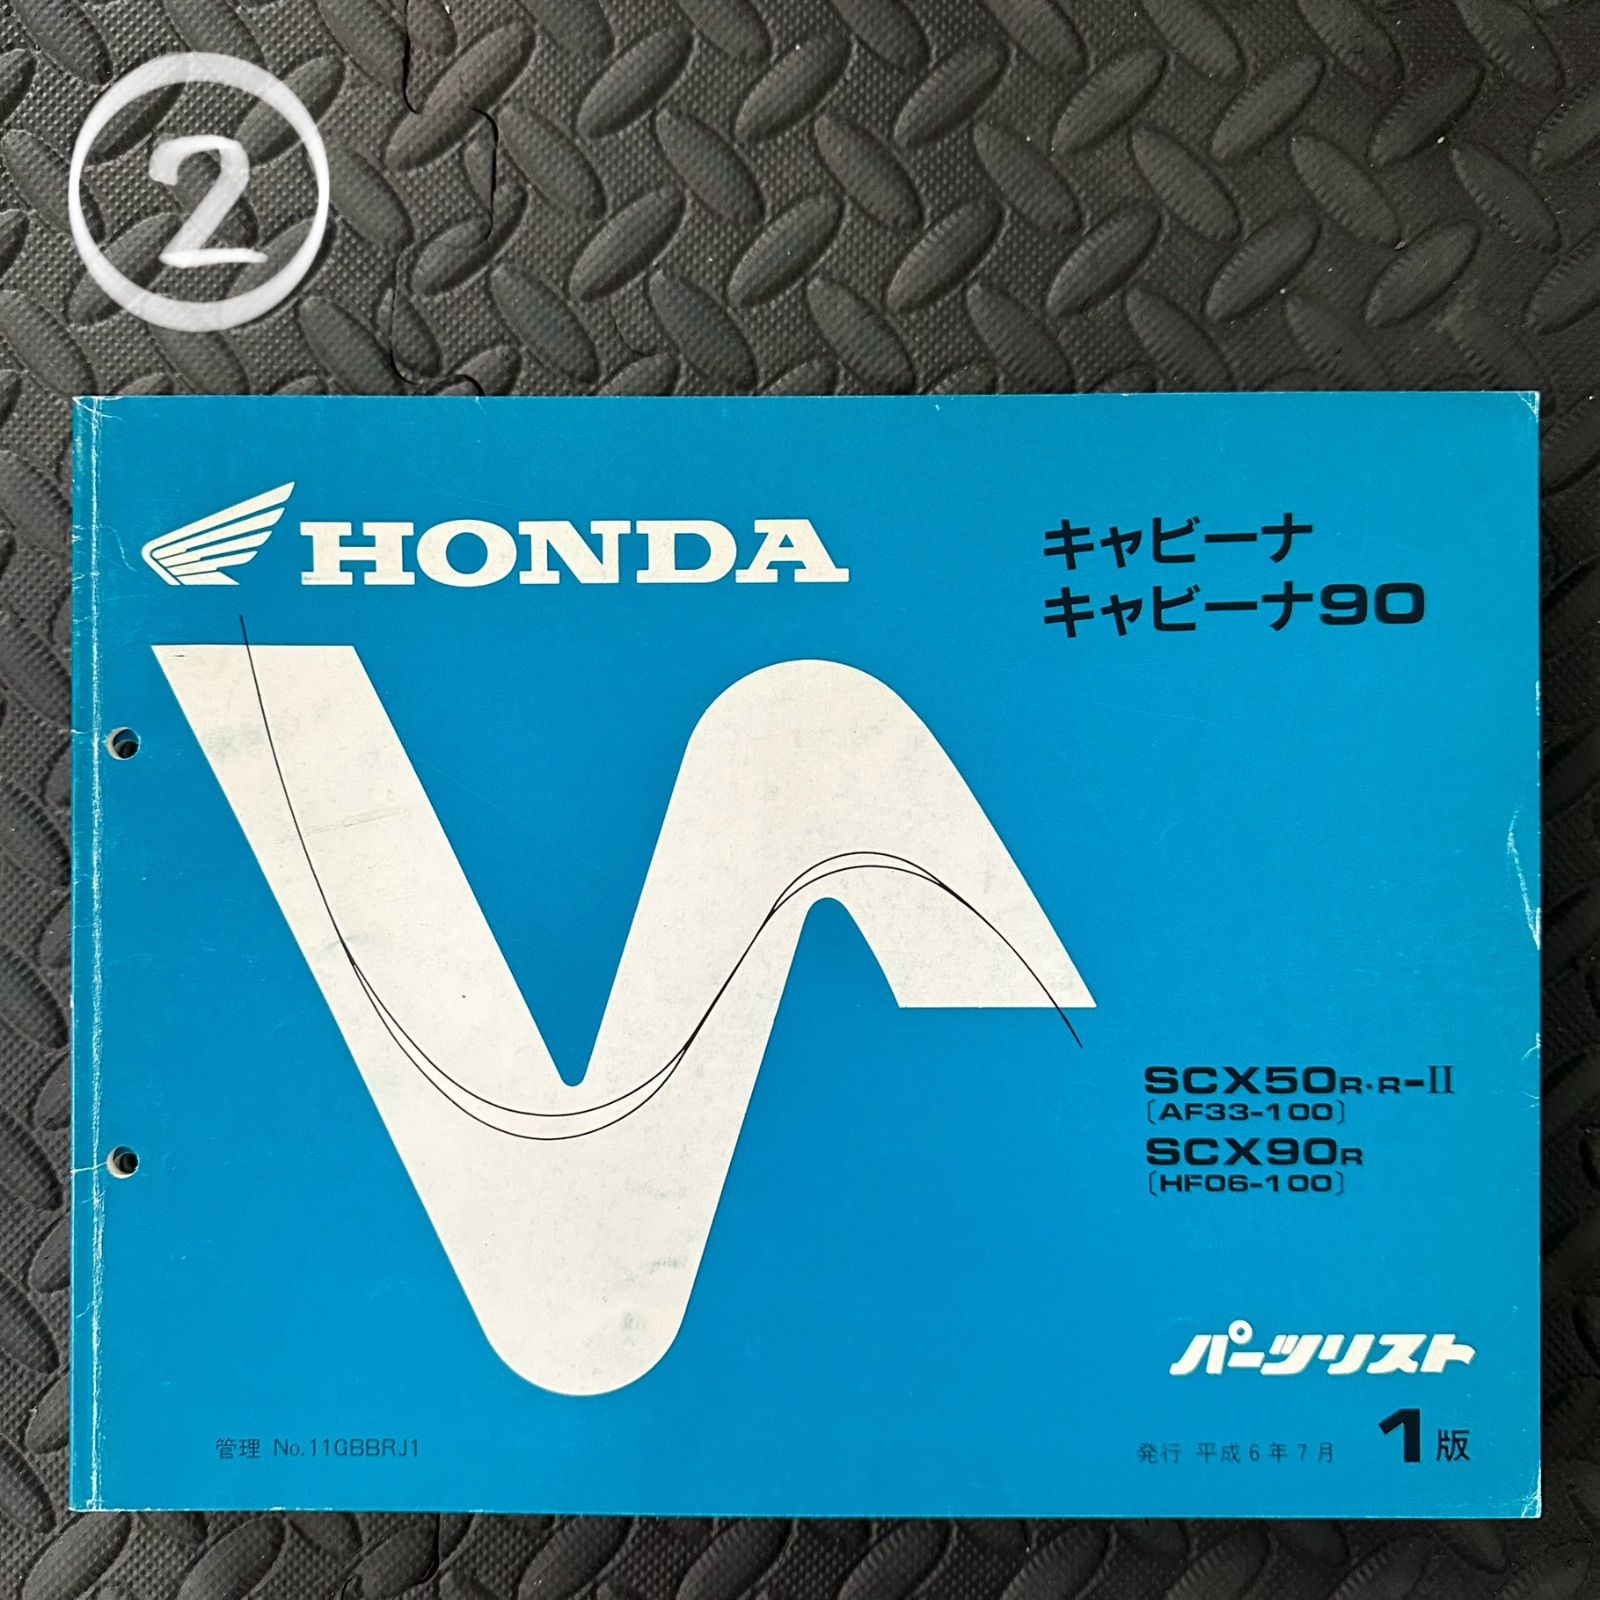 ②
HONDA
キャビーナ
キャビーナ90
SCX50R・R-II
〔AF33-100〕
SCX90R
〔HF06-100〕
パーツリスト
管理 No.11GBBRJ1
発行 平成6年7月 1版